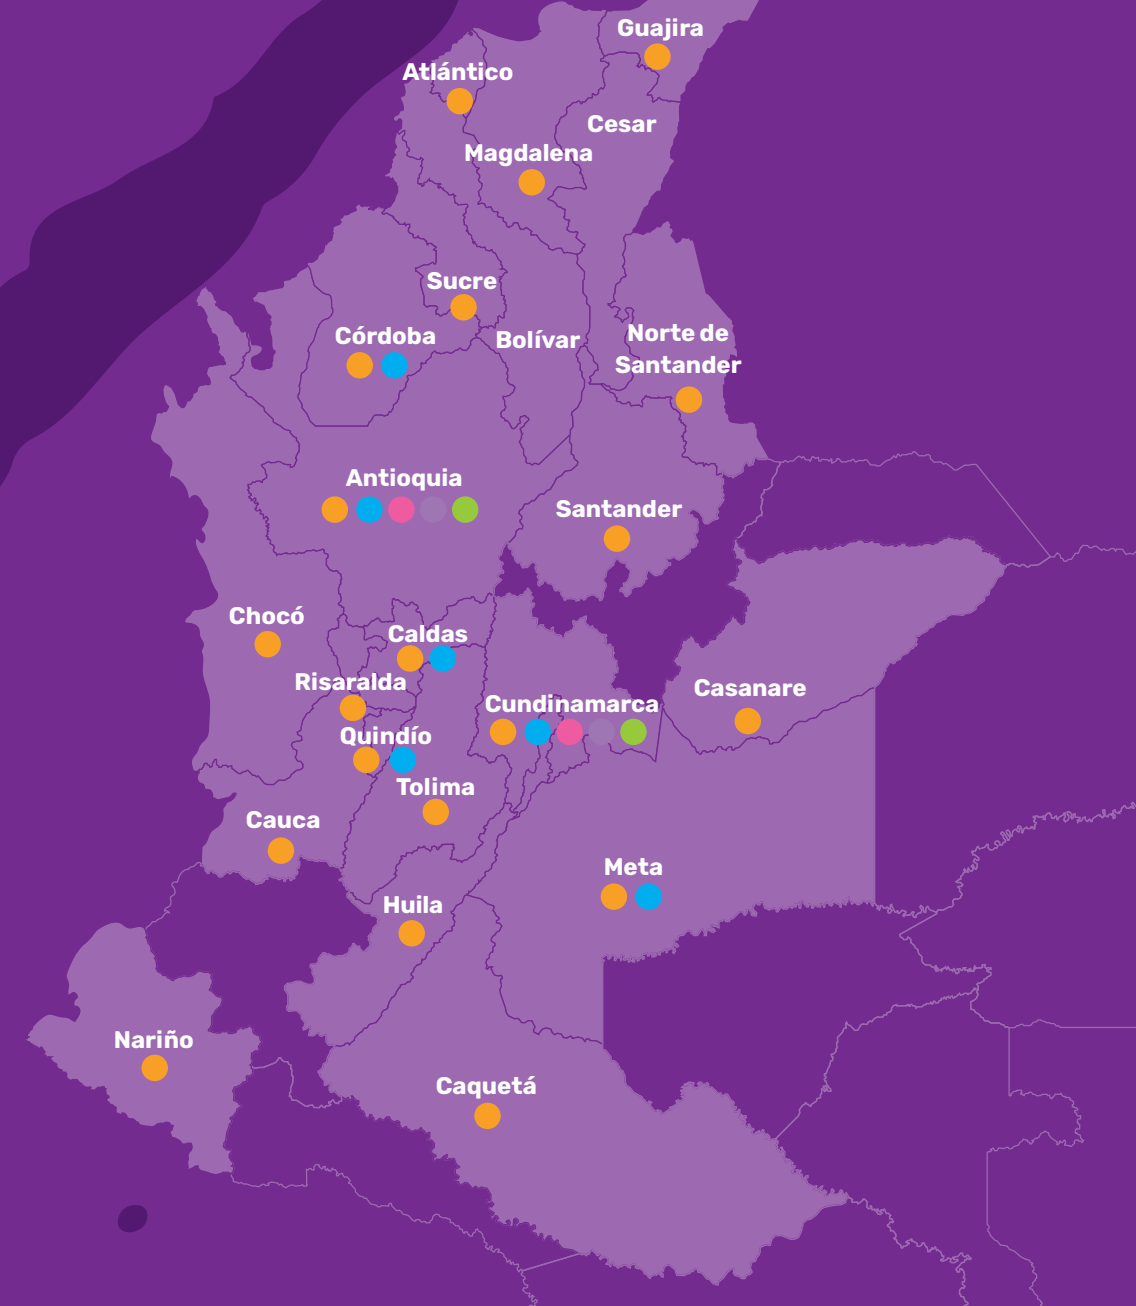 Guajira
Atlántico
Cesar
Magdalena
Sucre
Córdoba
Bolívar
Norte de
Santander
Antioquia
Santander
Chocó
Caldas
Risaralda
Casanare
Cundinamarca
Quindío
Tolima
Cauca
Meta
Huila
Nariño
Caquetá